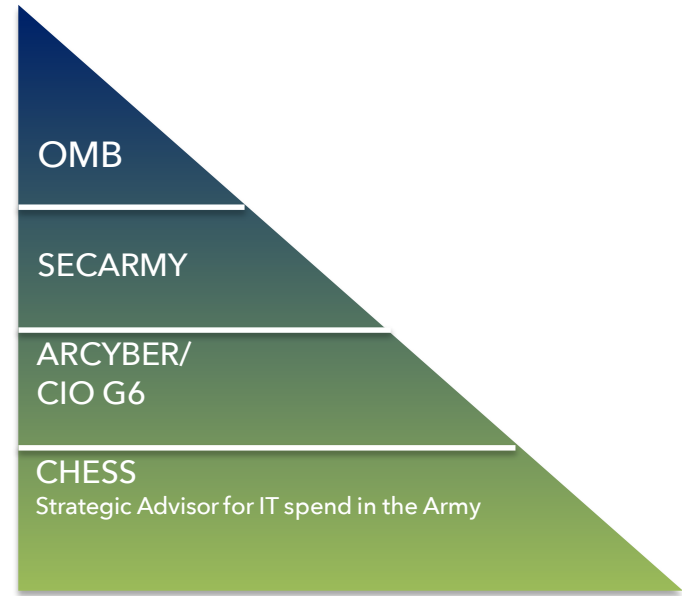 OMB
SECARMY
ARCYBER/
CIO G6
CHESS
Strategic Advisor for IT spend in the Army